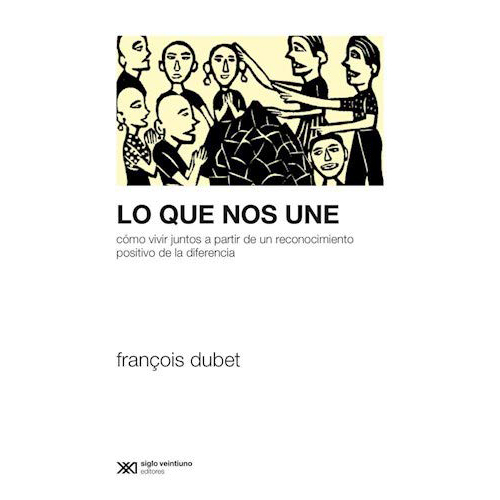 LO QUE NOS UNE
cómo vivir juntos a partir de un reconocimiento
positivo de la diferencia
françois dubet
siglo veintiuno
editores